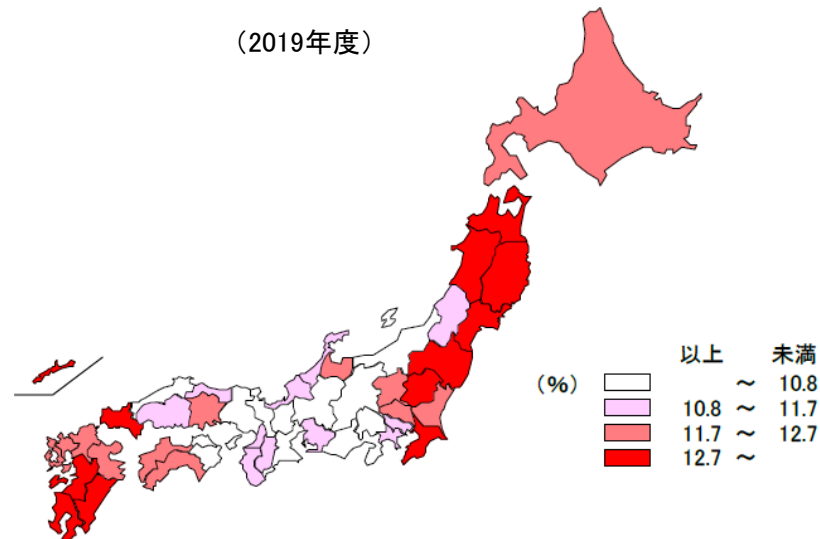 （2019年度）
以上 未満
（%） ～ 10.8
10.8 ～ 11.7
11.7 ～ 12.7
12.7 ～